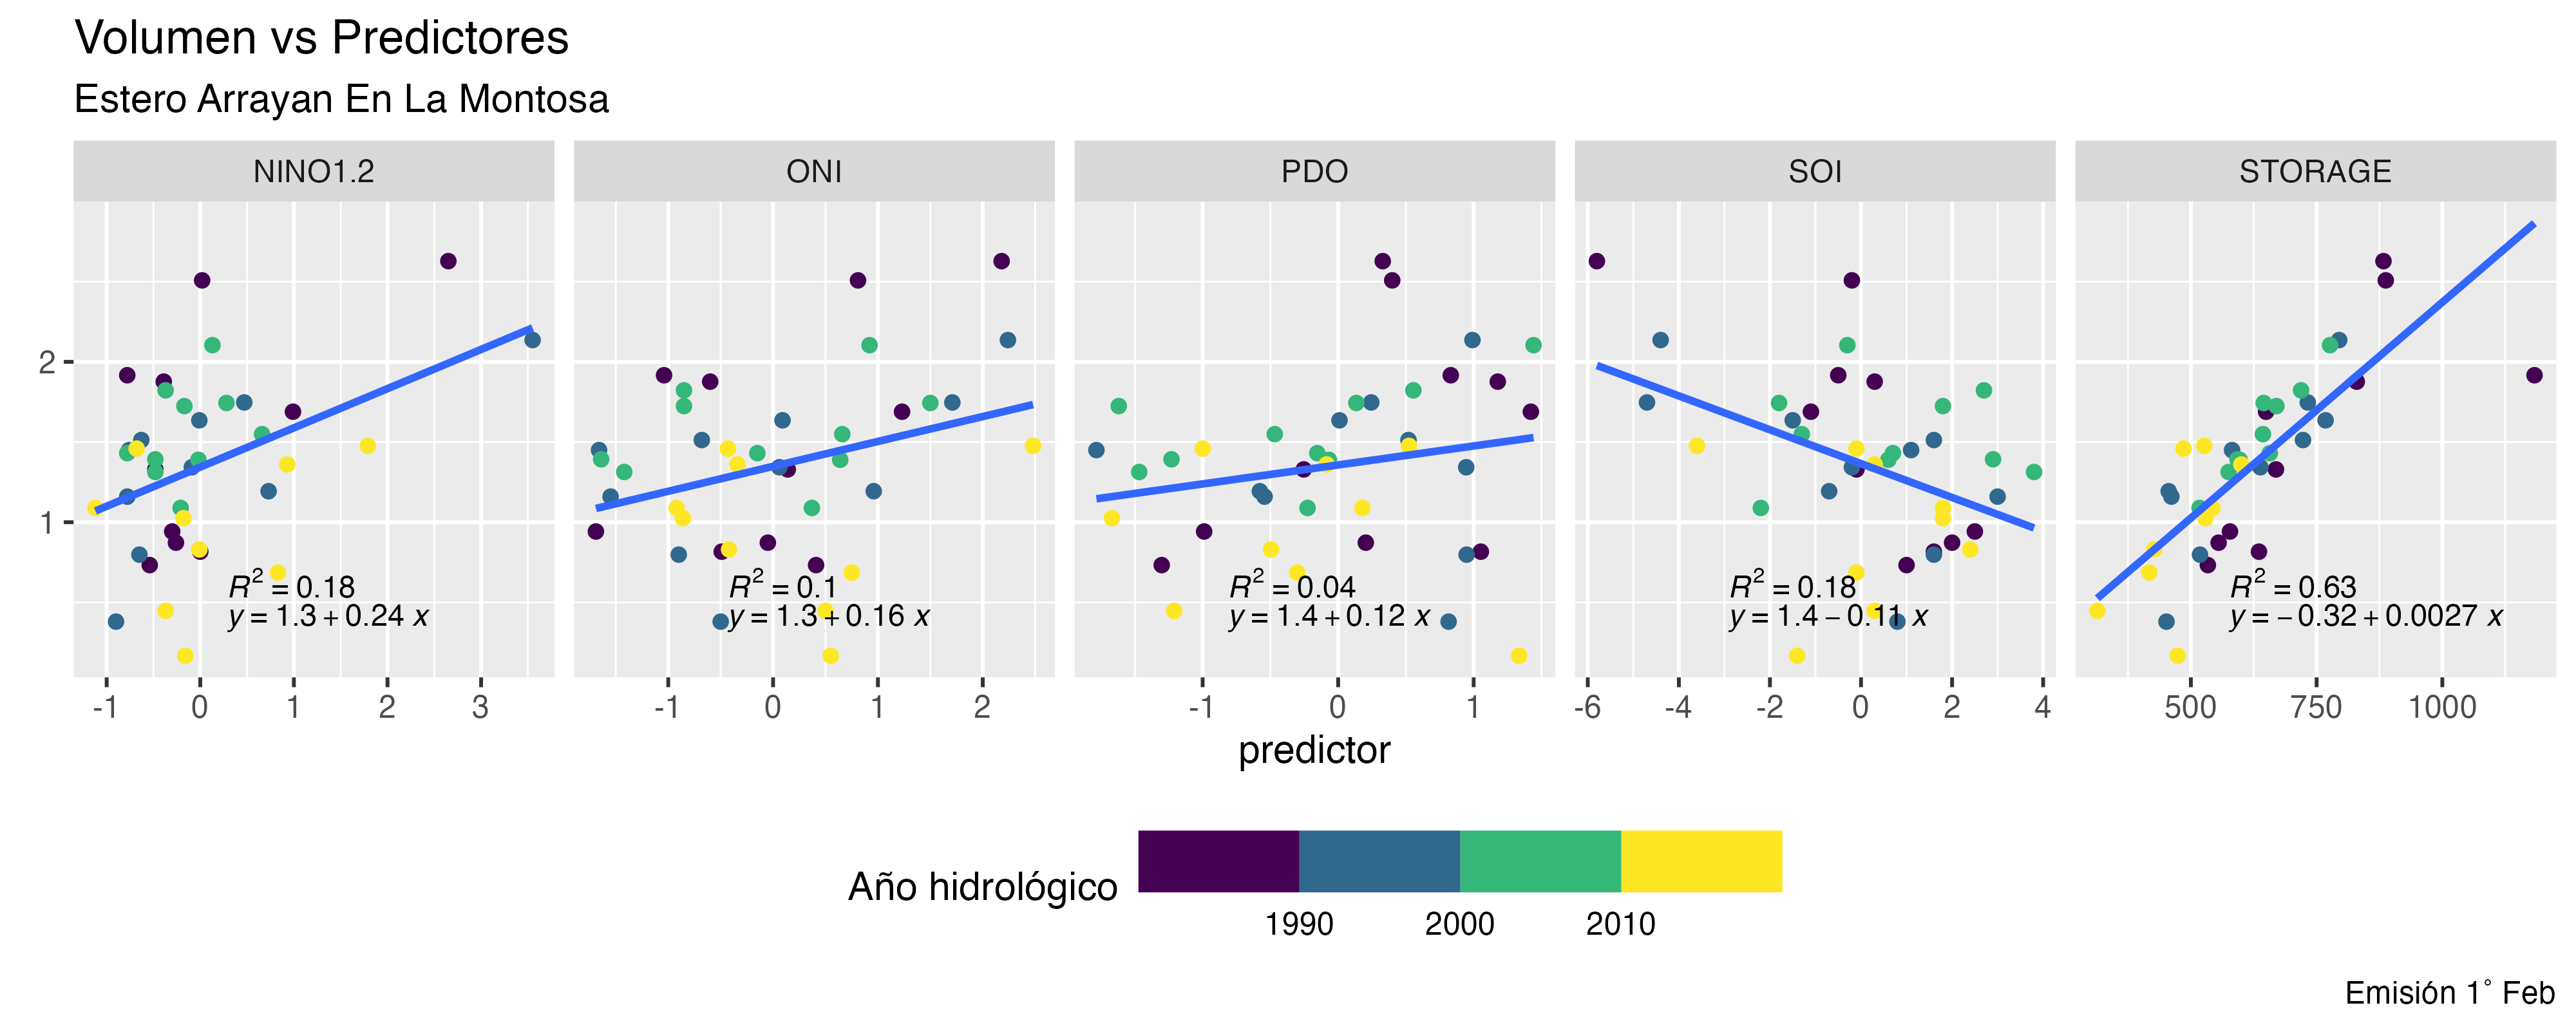 Volumen vs Predictores
Estero Arrayan En La Montosa
NINO1.2 ONI PDO SOI STORAGE
2
1
R² = 0.18 R² = 0.1 R² = 0.04 R² = 0.18 R² = 0.63
y = 1.3 + 0.24 x y = 1.3 + 0.16 x y = 1.4 + 0.12 x y = 1.4 − 0.11 x y = − 0.32 + 0.0027 x
-1 0 1 2 3 -1 0 1 2 -1 0 1 -6 -4 -2 0 2 4 500 750 1000
predictor
Año hidrológico
1990 2000 2010
Emisión 1° Feb